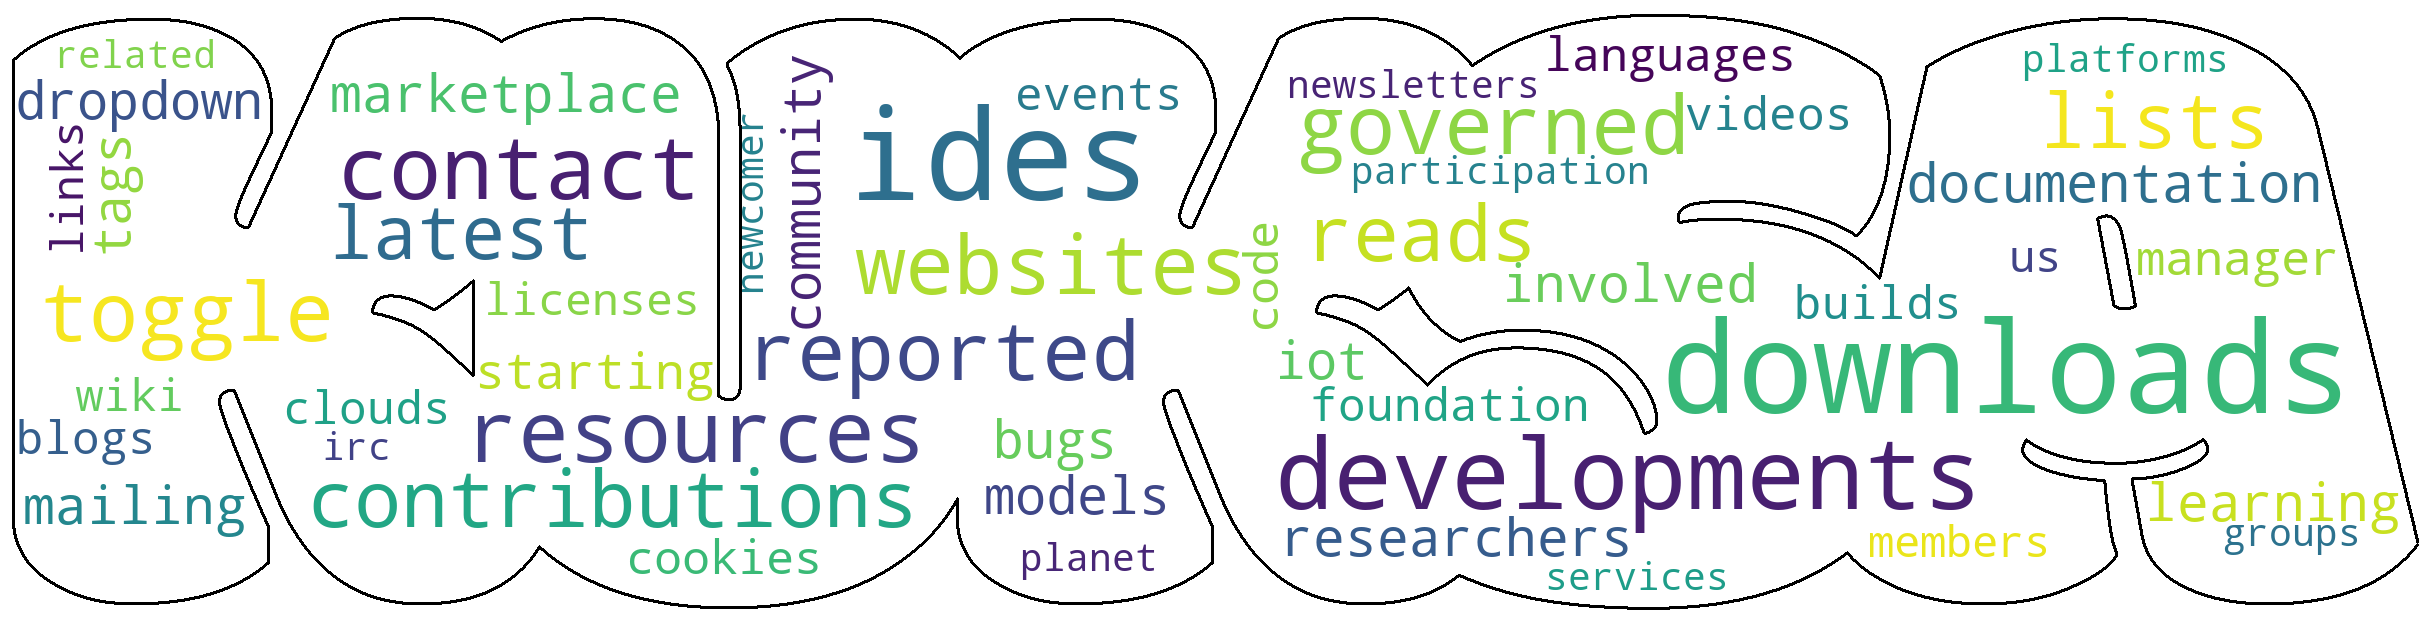 related
dropdown
links
tags
toggle
wiki
blogs
mailing
marketplace
contact
latest
licenses
starting
clouds
irc
resources
contributions
cookies
newcomer
community
ides
events
websites
reported
bugs
models
planet
code
newsletters
languages
governed
videos
participation
reads
involved
iot
builds
foundation
downloads
developments
researchers
services
members
platforms
lists
documentation
us
manager
learning
groups